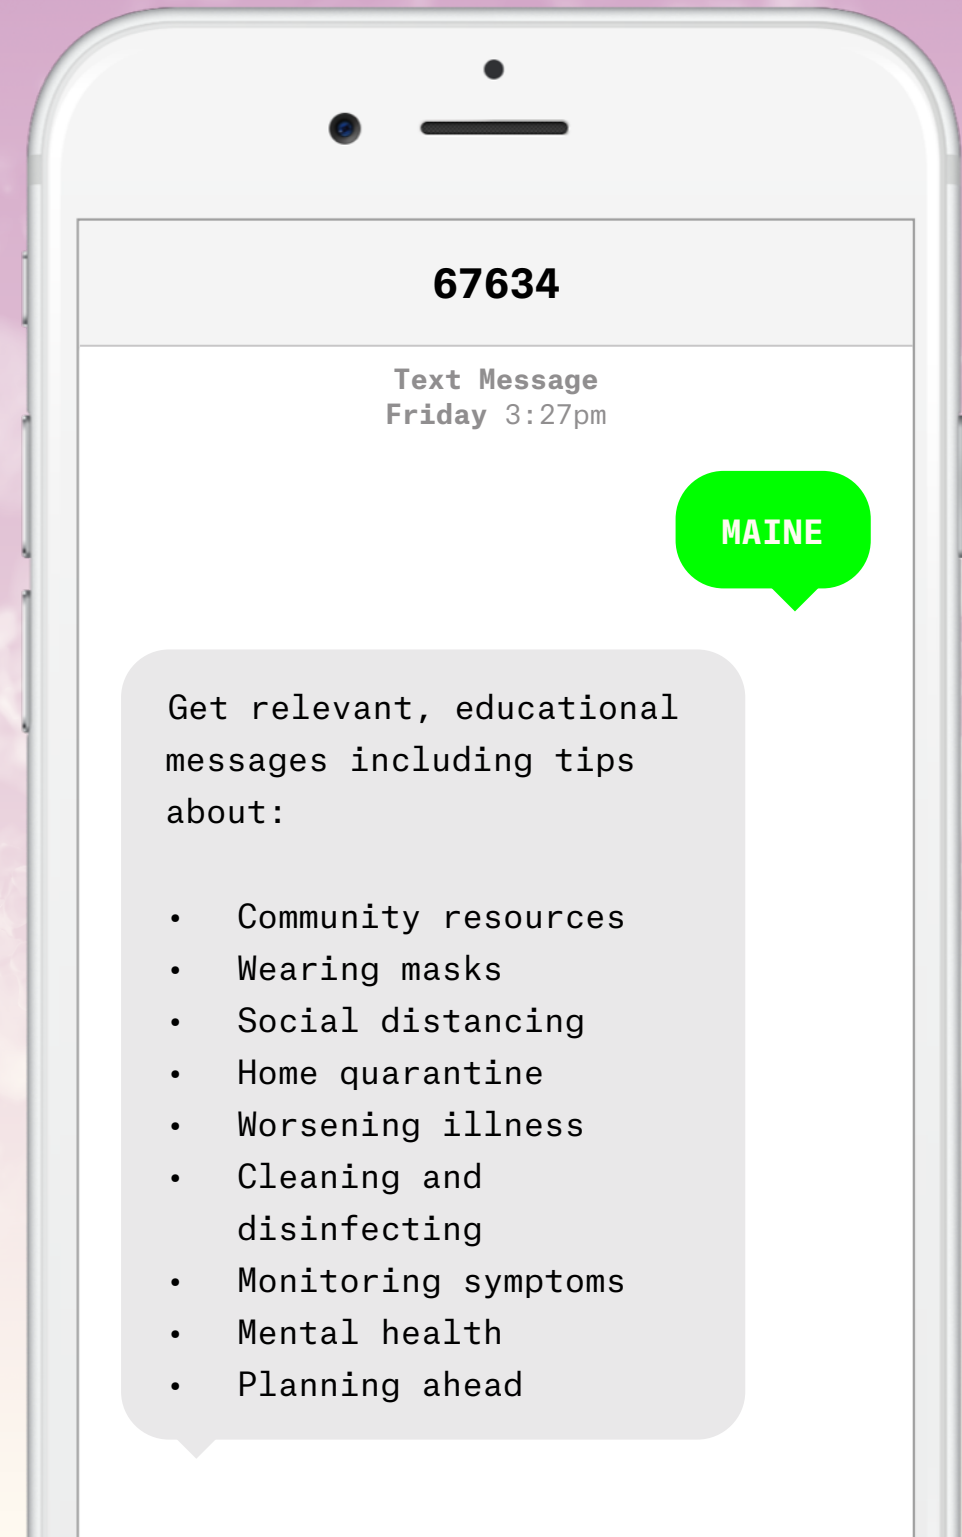 67634
Text Message
Friday 3:27pm
MAINE
Get relevant, educational
messages including tips
about:
• Community resources
• Wearing masks
• Social distancing
• Home quarantine
• Worsening illness
• Cleaning and
disinfecting
• Monitoring symptoms
• Mental health
• Planning ahead